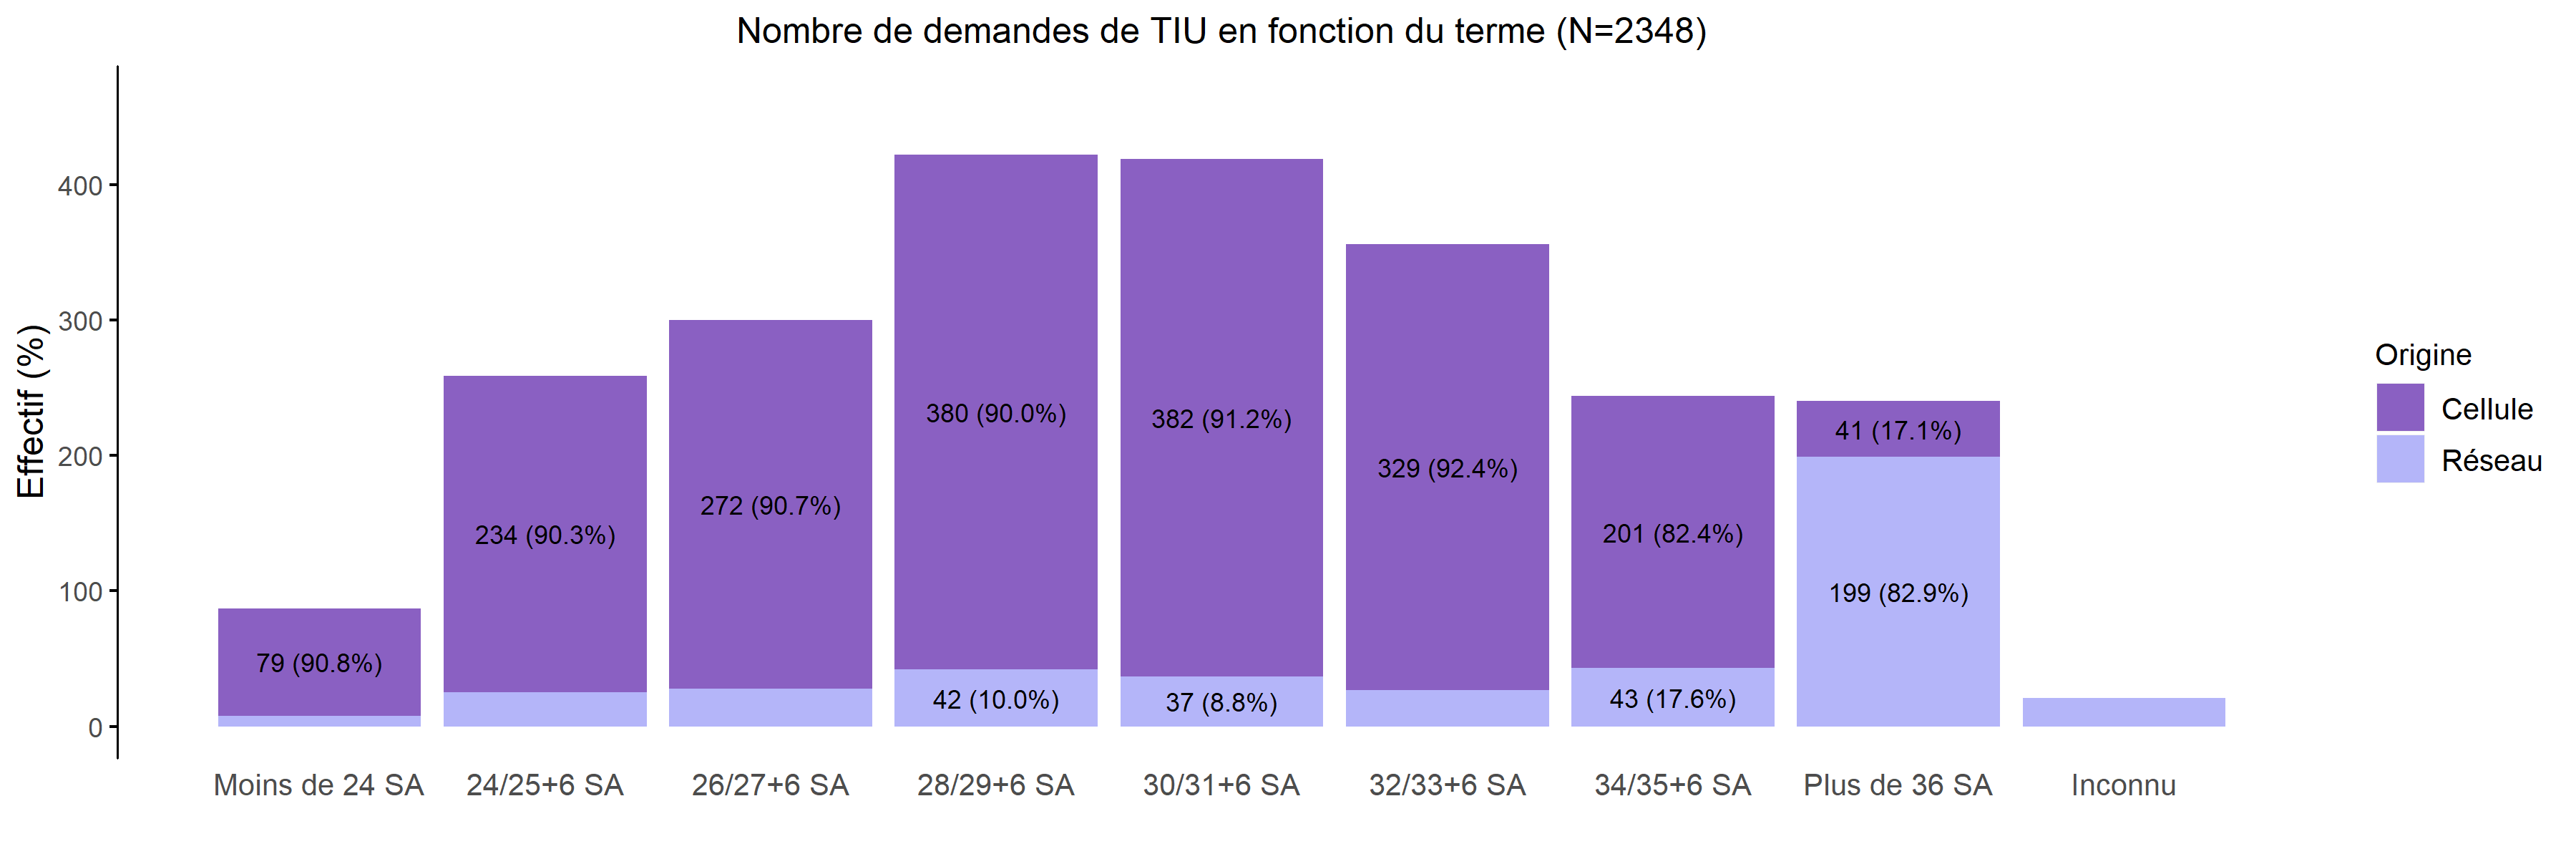 Nombre de demandes de TIU en fonction du terme (N=2348)
Effectif (%)
400
300
200
100
0
79 (90.8%)
234 (90.3%)
272 (90.7%)
380 (90.0%)
42 (10.0%)
382 (91.2%)
37 (8.8%)
329 (92.4%)
201 (82.4%)
43 (17.6%)
41 (17.1%)
199 (82.9%)
Moins de 24 SA
24/25+6 SA
26/27+6 SA
28/29+6 SA
30/31+6 SA
32/33+6 SA
34/35+6 SA
Plus de 36 SA
Inconnu
Origine
Cellule
Réseau